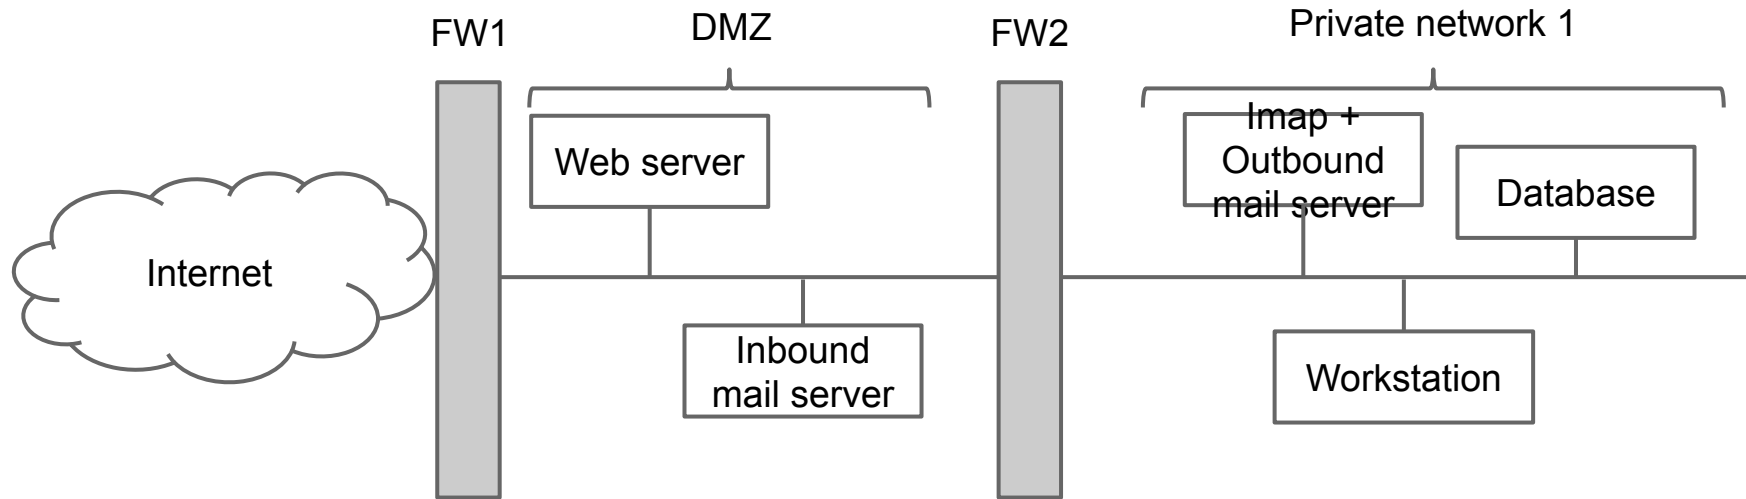 FW1
DMZ
FW2
Private network 1
Web server
Imap +
Outbound
mail server
Database
Internet
Inbound
mail server
Workstation